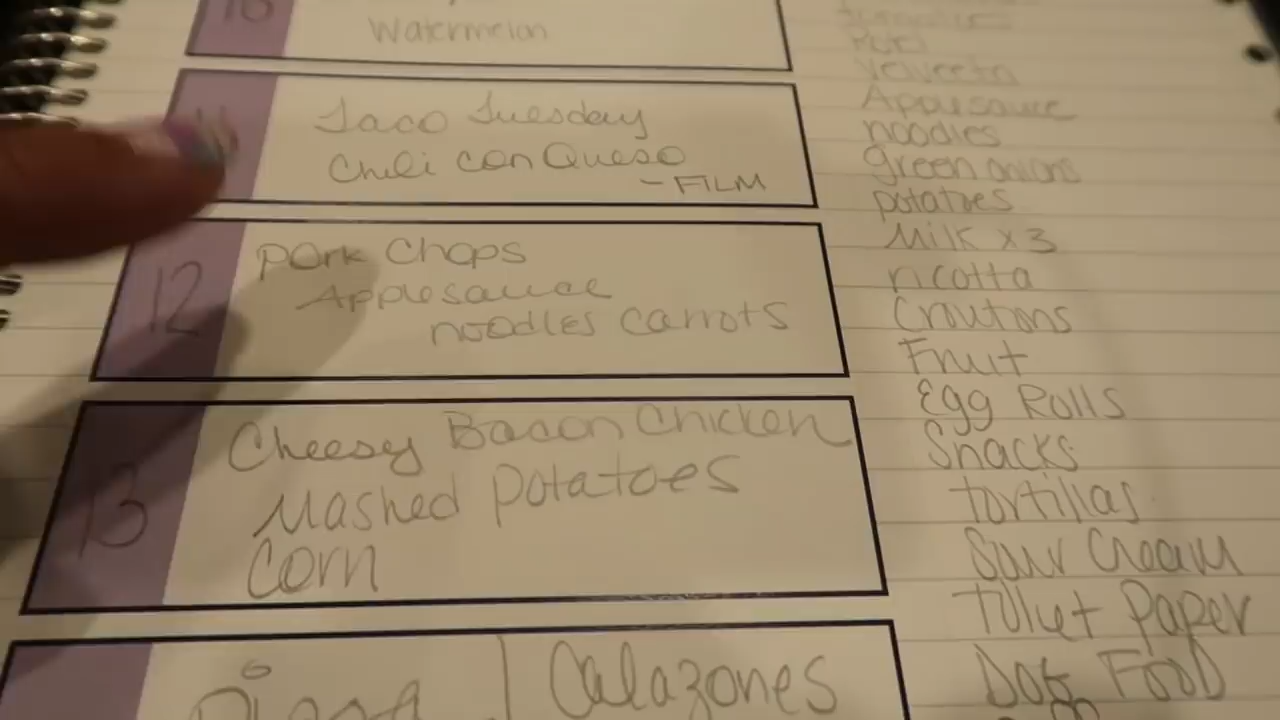 Watermelon
11
Taco Tuesday
Chili con Queso
- FILM
12
Pork Chops
Applesauce
noodles carrots
13
Cheesy Bacon Chicken
Mashed Potatoes
Corn
Calazones
Velveeta
Applesauce
noodles
green onions
potatoes
Milk x3
ricotta
Croutons
Fruit
Egg Rolls
Snacks
tortillas
Sour Cream
Toilet Paper
Dog Food